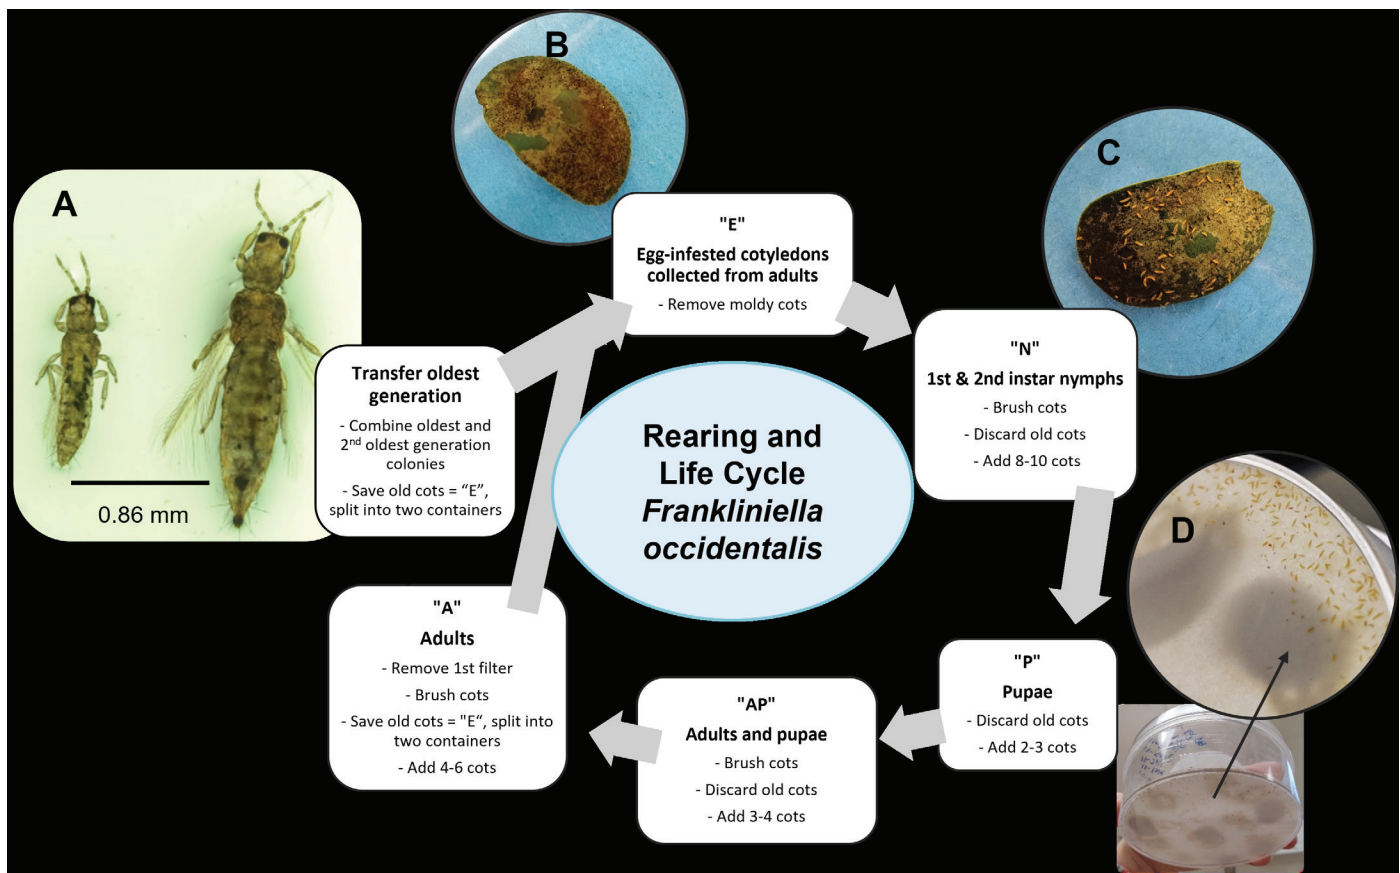 A
0.86 mm
B
C
D
"E"
Egg-infested cotyledons
collected from adults
- Remove moldy cots
"N"
1st & 2nd instar nymphs
- Brush cots
- Discard old cots
- Add 8-10 cots
"P"
Pupae
- Discard old cots
- Add 2-3 cots
"AP"
Adults and pupae
- Brush cots
- Discard old cots
- Add 3-4 cots
"A"
Adults
- Remove 1st filter
- Brush cots
- Save old cots = "E“, split into
two containers
- Add 4-6 cots
Transfer oldest
generation
- Combine oldest and
2nd oldest generation
colonies
- Save old cots = “E”,
split into two containers
Rearing and
Life Cycle
Frankliniella
occidentalis